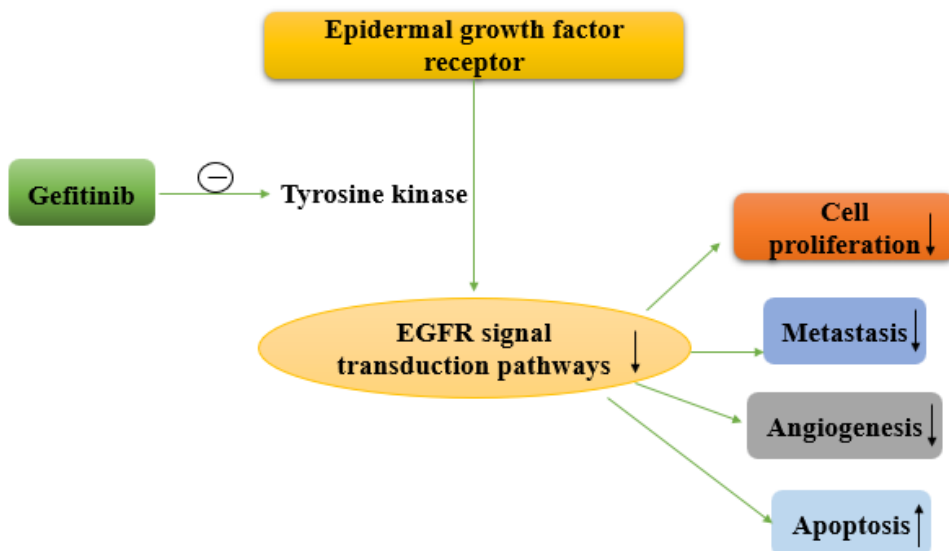 Epidermal growth factor
receptor
Gefitinib
Tyrosine kinase
EGFR signal
transduction pathways
Cell
proliferation
Metastasis
Angiogenesis
Apoptosis